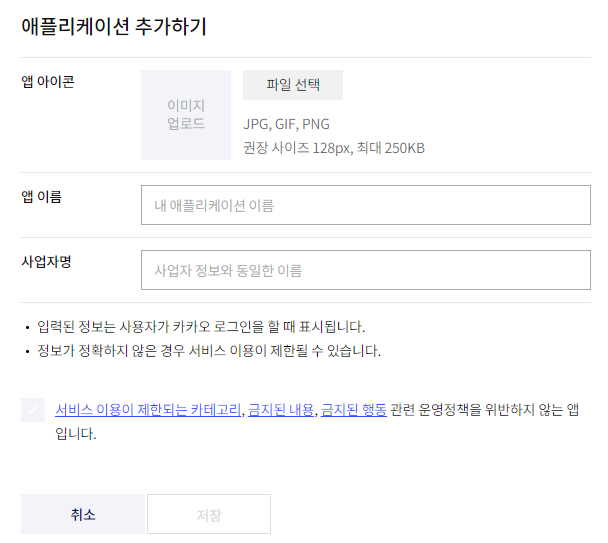 애플리케이션 추가하기
앱 아이콘
이미지
업로드
파일 선택
JPG, GIF, PNG
권장 사이즈 128px, 최대 250KB
앱 이름
내 애플리케이션 이름
사업자명
사업자 정보와 동일한 이름
• 입력된 정보는 사용자가 카카오 로그인을 할 때 표시됩니다.
• 정보가 정확하지 않은 경우 서비스 이용이 제한될 수 있습니다.
서비스 이용이 제한되는 카테고리, 금지된 내용, 금지된 행동 관련 운영정책을 위반하지 않는 앱
입니다.
취소
저장